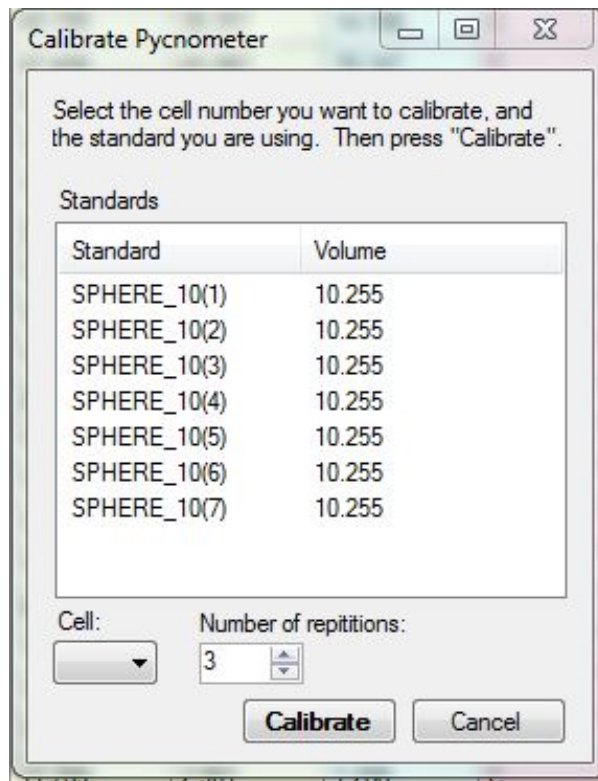 Calibrate Pycnometer
Select the cell number you want to calibrate, and
the standard you are using. Then press "Calibrate".
Standards
Standard Volume
SPHERE_10(1) 10.255
SPHERE_10(2) 10.255
SPHERE_10(3) 10.255
SPHERE_10(4) 10.255
SPHERE_10(5) 10.255
SPHERE_10(6) 10.255
SPHERE_10(7) 10.255
Cell: Number of repititions:
3
Calibrate Cancel